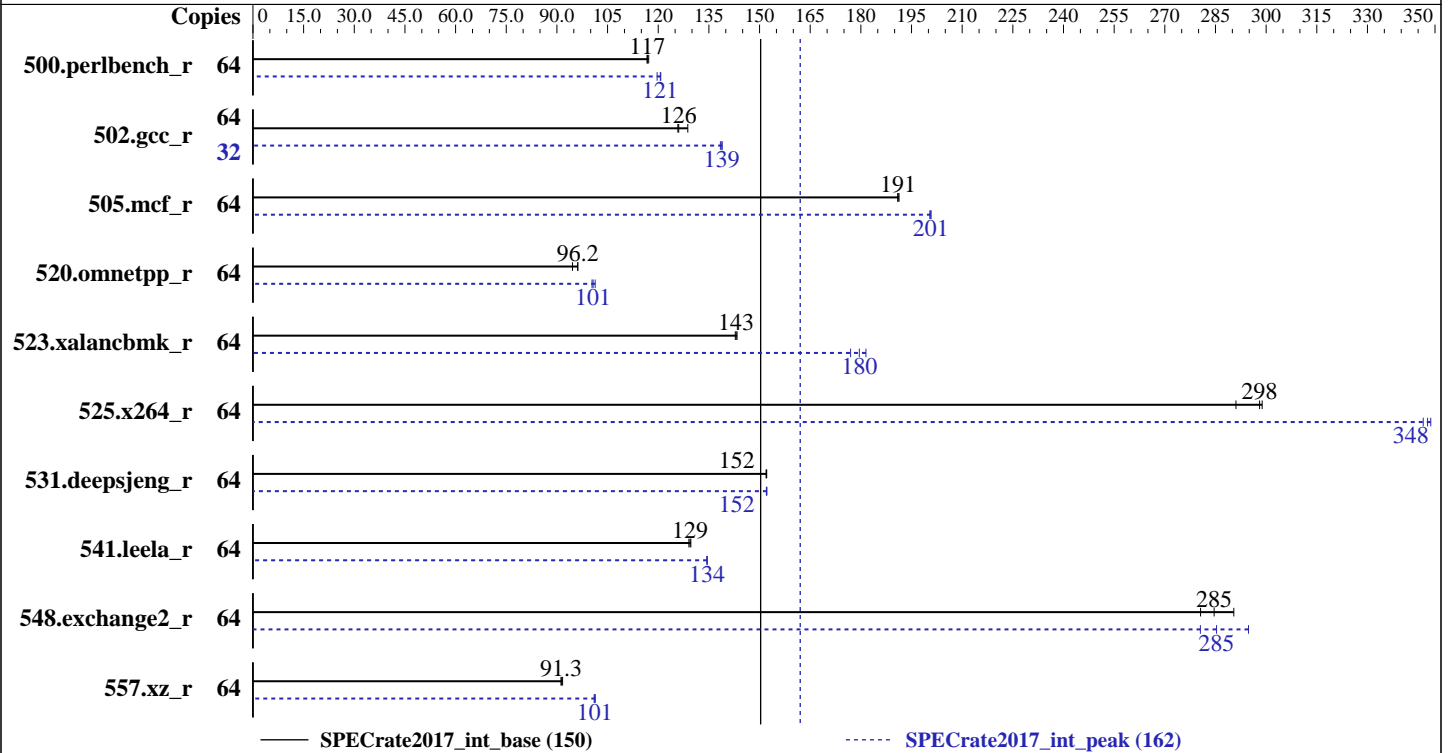 Copies 0 15.0 30.0 45.0 60.0 75.0 90.0 105 120 135 150 165 180 195 210 225 240 255 270 285 300 315 330 350
117
500.perlbench_r 64
121
64 126
502.gcc_r
32 139
191
505.mcf_r 64
201
96.2
520.omnetpp_r 64
101
143
523.xalancbmk_r 64
180
298
525.x264_r 64
348
152
531.deepsjeng_r 64
152
129
541.leela_r 64
134
285
548.exchange2_r 64
285
91.3
557.xz_r 64
101
SPECrate2017_int_base (150) SPECrate2017_int_peak (162)